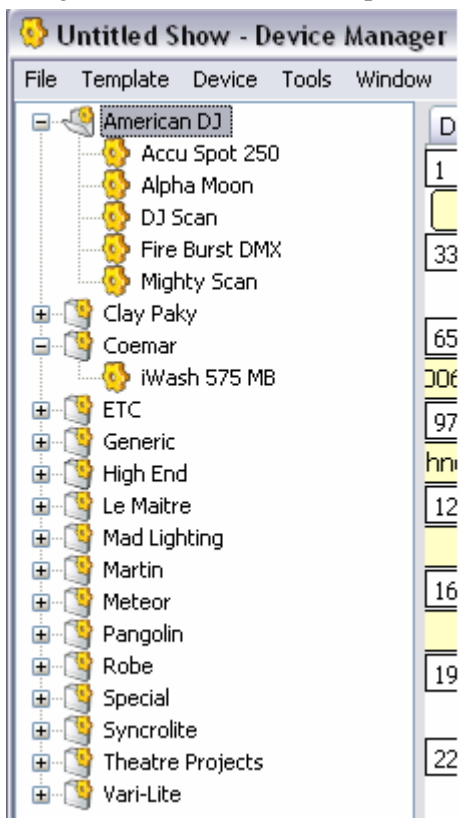 Untitled Show - Device Manager
File Template Device Tools Window
American DJ
D
Accu Spot 250
1
Alpha Moon
DJ Scan
Fire Burst DMX
33
Mighty Scan
Clay Paky
Coemar
65
iWash 575 MB
006
ETC
97
Generic
High End
hn
Le Maitre
12
Mad Lighting
Martin
Meteor
16
Pangolin
Robe
19
Special
Syncrolite
Theatre Projects
22
Vari-Lite